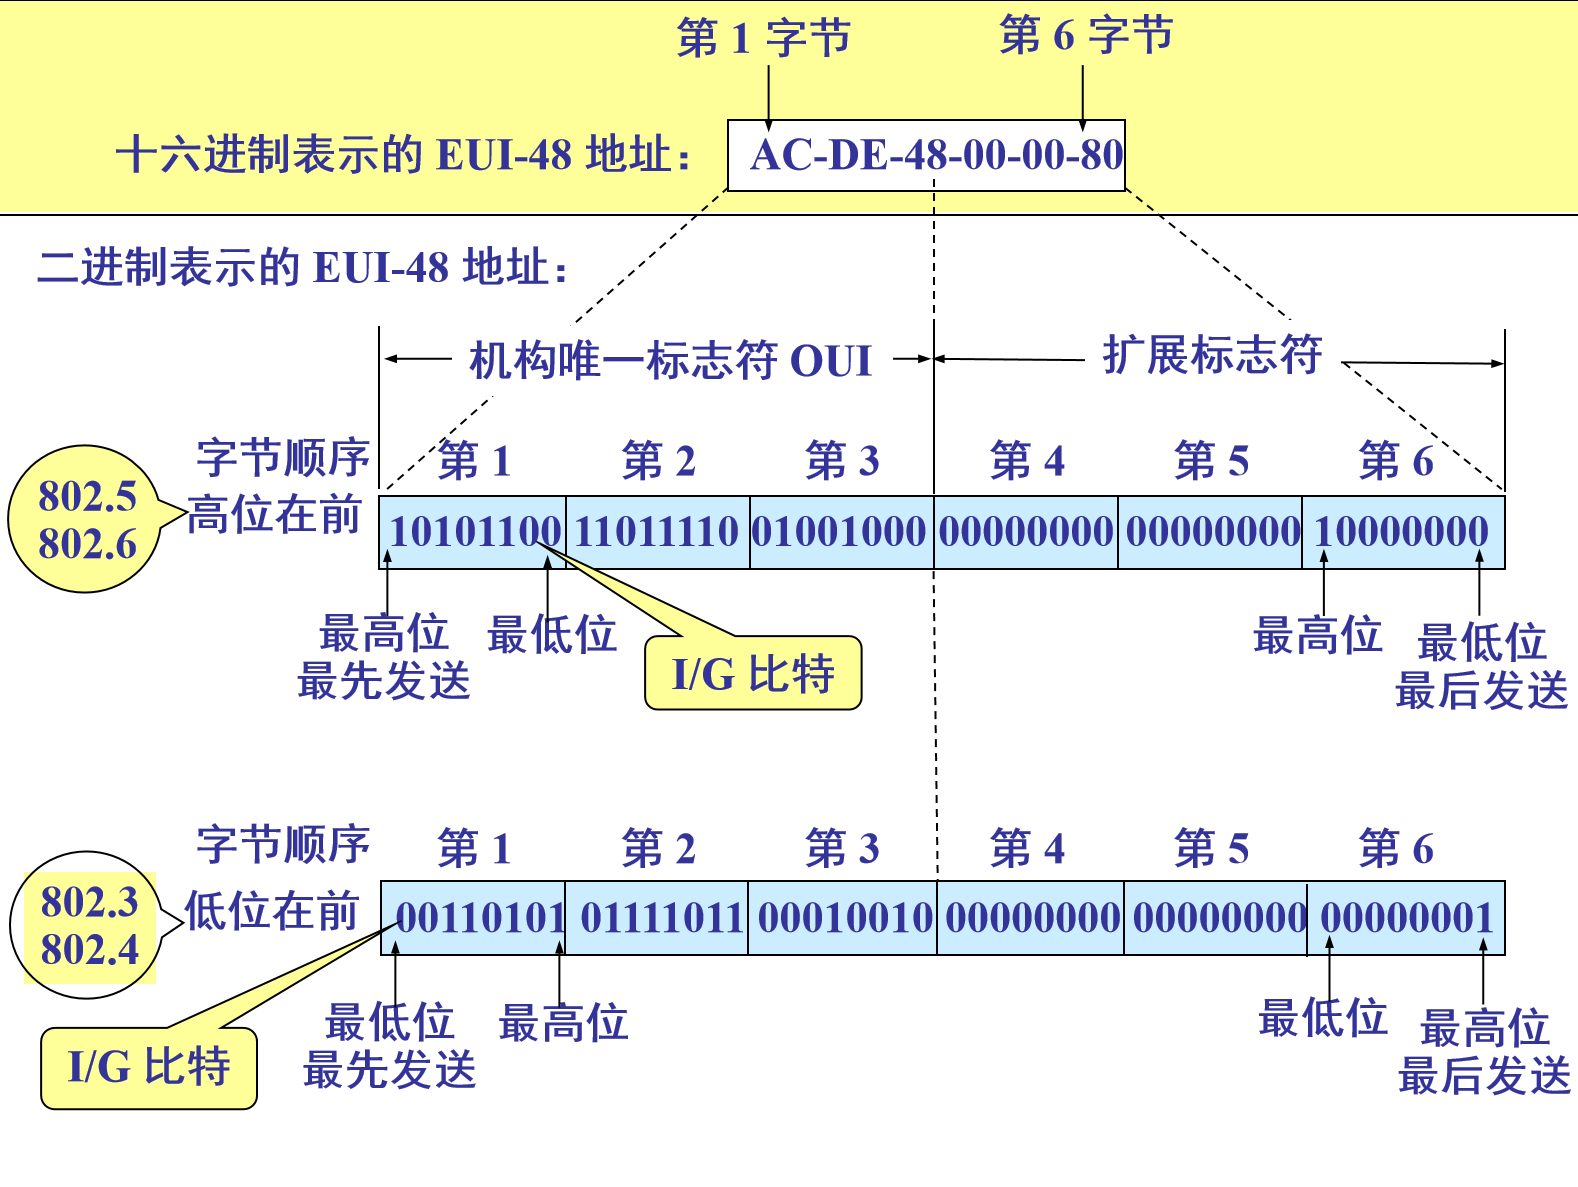 第 1 字节 第 6 字节
十六进制表示的 EUI-48 地址： AC-DE-48-00-00-80
二进制表示的 EUI-48 地址：
机构唯一标志符 OUI 扩展标志符
字节顺序 第 1 第 2 第 3 第 4 第 5 第 6
802.5
802.6
高位在前 10101100 11011110 01001000 00000000 00000000 10000000
最高位 最低位 最高位 最低位
最先发送 最后发送
I/G 比特
字节顺序 第 1 第 2 第 3 第 4 第 5 第 6
802.3
802.4
低位在前 00110101 01111011 00010010 00000000 00000000 00000001
最低位 最高位 最低位 最高位
最先发送 最后发送
I/G 比特